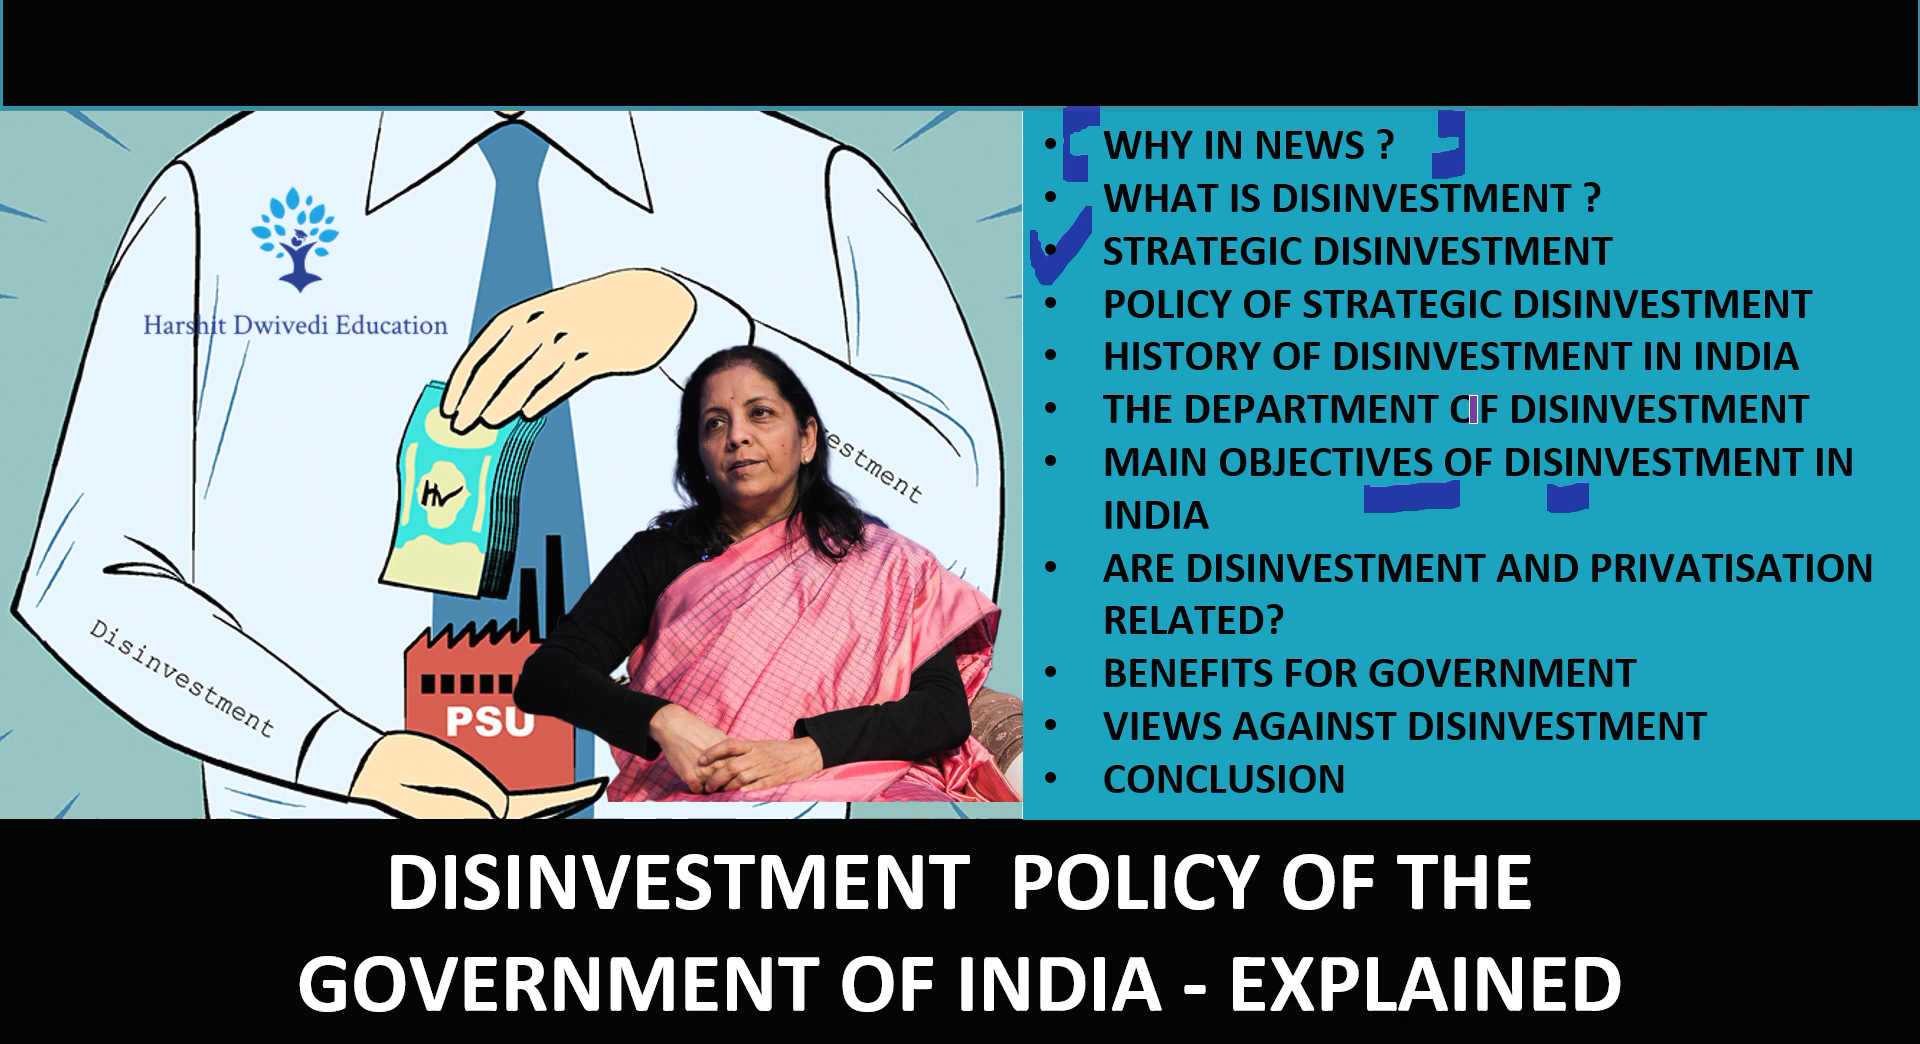 Harshit Dwivedi Education
estment
Disinvestment
PSU
• WHY IN NEWS ?
• WHAT IS DISINVESTMENT ?
• STRATEGIC DISINVESTMENT
• POLICY OF STRATEGIC DISINVESTMENT
• HISTORY OF DISINVESTMENT IN INDIA
• THE DEPARTMENT OF DISINVESTMENT
• MAIN OBJECTIVES OF DISINVESTMENT IN
INDIA
• ARE DISINVESTMENT AND PRIVATISATION
RELATED?
• BENEFITS FOR GOVERNMENT
• VIEWS AGAINST DISINVESTMENT
• CONCLUSION
DISINVESTMENT POLICY OF THE
GOVERNMENT OF INDIA - EXPLAINED